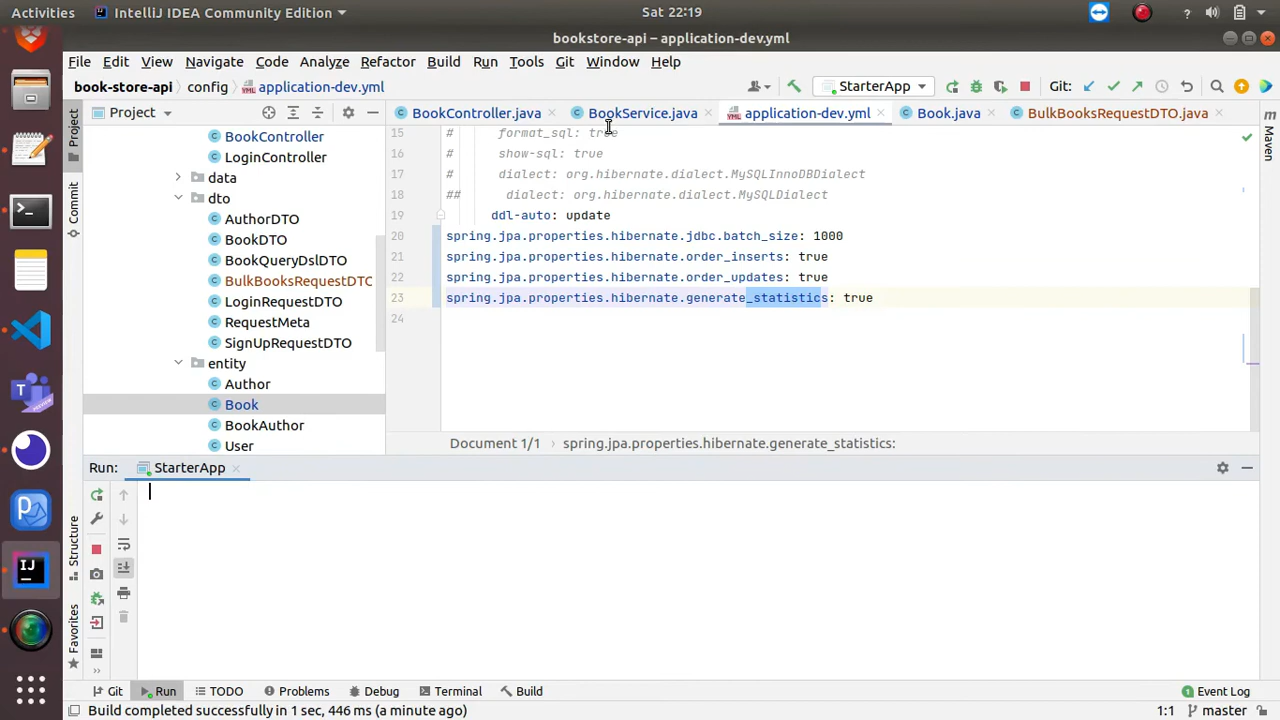 Activities
IntelliJ IDEA Community Edition
Sat 22:19
bookstore-api – application-dev.yml
File Edit View Navigate Code Analyze Refactor Build Run Tools Git Window Help
book-store-api config application-dev.yml
StarterApp
Git:
Project
BookController.java
BookService.java
application-dev.yml
Book.java
BulkBooksRequestDTO.java
Project
Commit
Structure
Favorites
Maven
BookController
LoginController
data
dto
AuthorDTO
BookDTO
BookQueryDslDTO
BulkBooksRequestDTC
LoginRequestDTO
RequestMeta
SignUpRequestDTO
entity
Author
Book
BookAuthor
User
15 # format_sql: true
16 # show-sql: true
17 # dialect: org.hibernate.dialect.MySQLInnoDBDialect
18 ## dialect: org.hibernate.dialect.MySQLDialect
19 ddl-auto: update
20 spring.jpa.properties.hibernate.jdbc.batch_size: 1000
21 spring.jpa.properties.hibernate.order_inserts: true
22 spring.jpa.properties.hibernate.order_updates: true
23 spring.jpa.properties.hibernate.generate_statistics: true
24
Document 1/1 › spring.jpa.properties.hibernate.generate_statistics:
Run: StarterApp
Git Run TODO Problems Debug Terminal Build
1 Event Log
Build completed successfully in 1 sec, 446 ms (a minute ago)
1:1 master